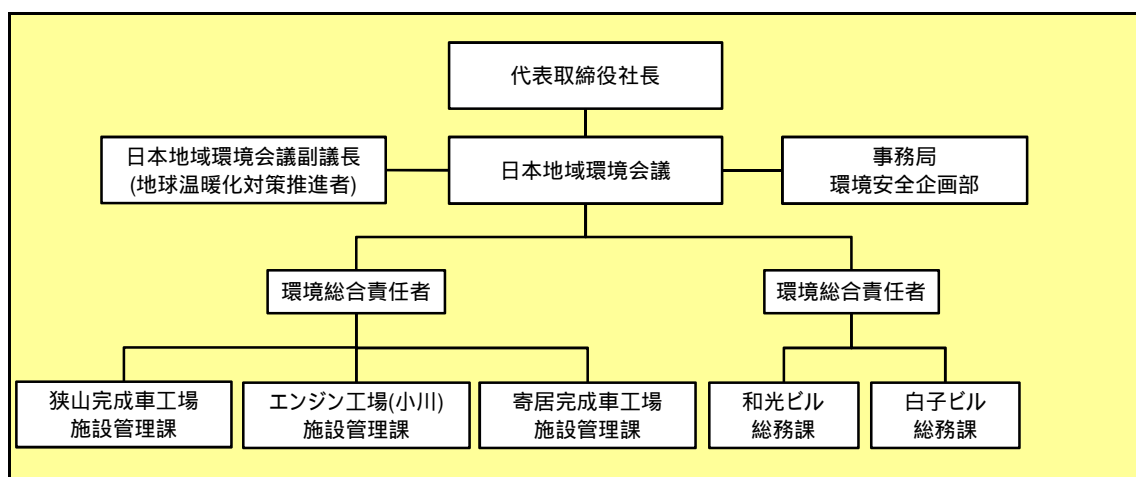 代表取締役社長
日本地域環境会議副議長
(地球温暖化対策推進者)
日本地域環境会議
事務局
環境安全企画部
環境総合責任者
環境総合責任者
狭山完成車工場
施設管理課
エンジン工場(小川)
施設管理課
寄居完成車工場
施設管理課
和光ビル
総務課
白子ビル
総務課